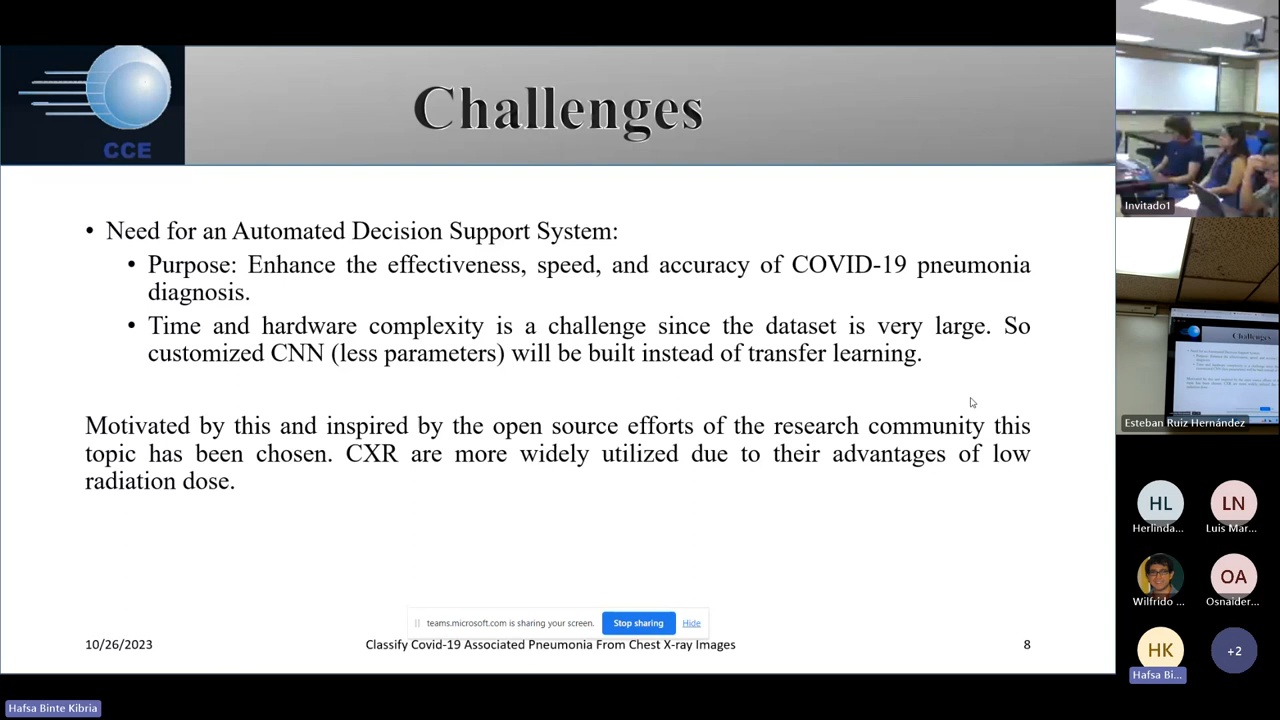 CCE
Challenges
• Need for an Automated Decision Support System:
• Purpose: Enhance the effectiveness, speed, and accuracy of COVID-19 pneumonia
diagnosis.
• Time and hardware complexity is a challenge since the dataset is very large. So
customized CNN (less parameters) will be built instead of transfer learning.
Motivated by this and inspired by the open source efforts of the research community this
topic has been chosen. CXR are more widely utilized due to their advantages of low
radiation dose.
teams.microsoft.com is sharing your screen. Stop sharing Hide
10/26/2023 Classify Covid-19 Associated Pneumonia From Chest X-ray Images 8
Hafsa Binte Kibria
Invitado1
Challenges
Esteban Ruiz Hernández
HL LN
Herlinda... Luis Mar...
OA
Wilfrido ... Osnaider...
HK +2
Hafsa Bi...